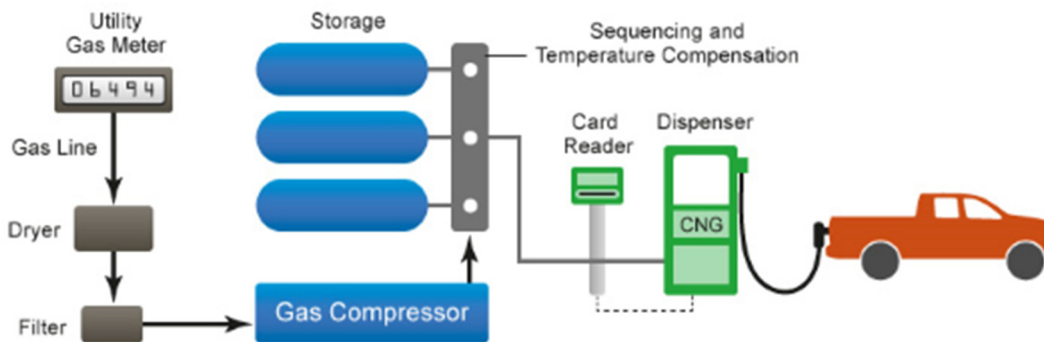 Utility
Gas Meter
06494
Gas Line
Dryer
Filter
Storage
Gas Compressor
Sequencing and
Temperature Compensation
Card
Reader
Dispenser
CNG